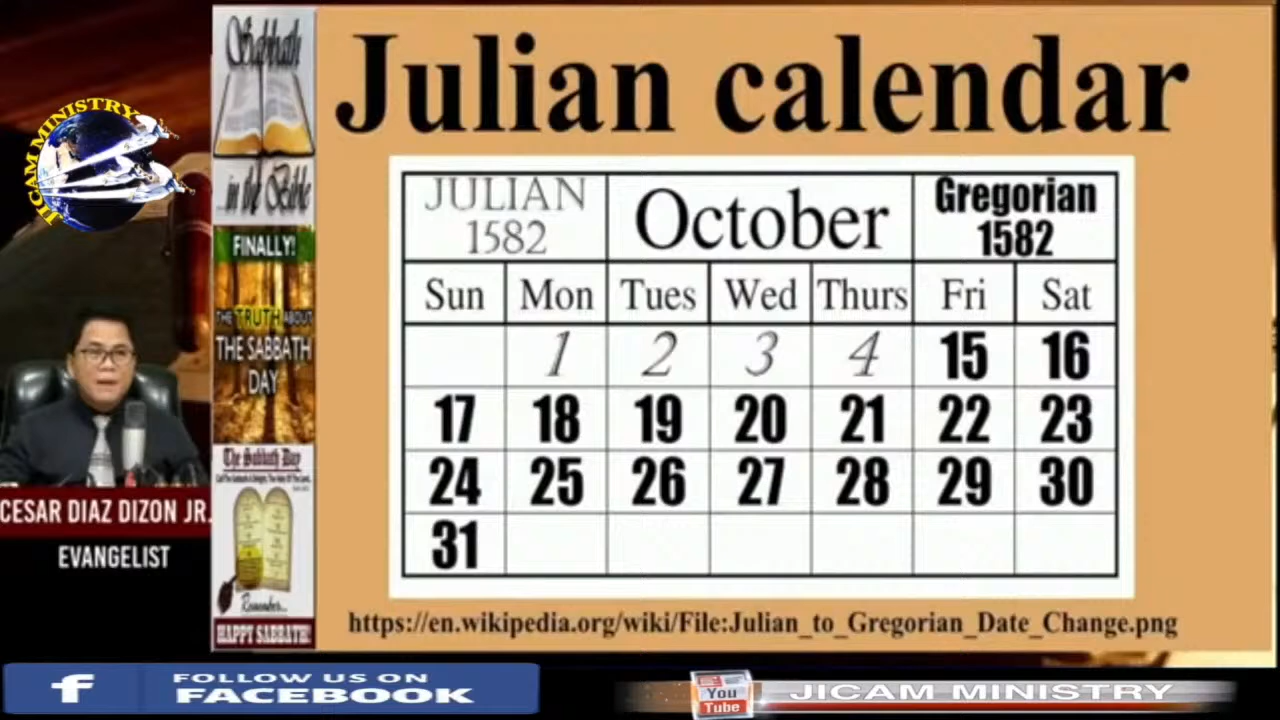 JICAM MINISTRY
Sabbath
...in the Bible
FINALLY!
THE TRUTH ABOUT
THE SABBATH
DAY
The Sabbath Day
Remember...
HAPPY SABBATH!
CESAR DIAZ DIZON JR.
EVANGELIST
Julian calendar
JULIAN
1582
October
Gregorian
1582
Sun Mon Tues Wed Thurs Fri Sat
1 2 3 4 15 16
17 18 19 20 21 22 23
24 25 26 27 28 29 30
31
https://en.wikipedia.org/wiki/File:Julian_to_Gregorian_Date_Change.png
f
FOLLOW US ON
FACEBOOK
You
Tube
JICAM MINISTRY